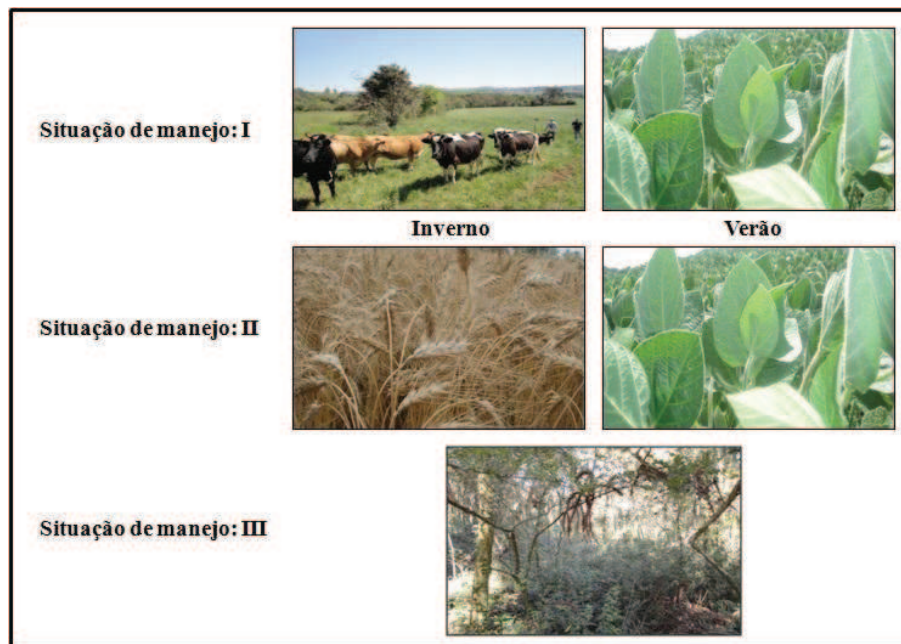 Situação de manejo: I
Inverno
Verão
Situação de manejo: II
Situação de manejo: III